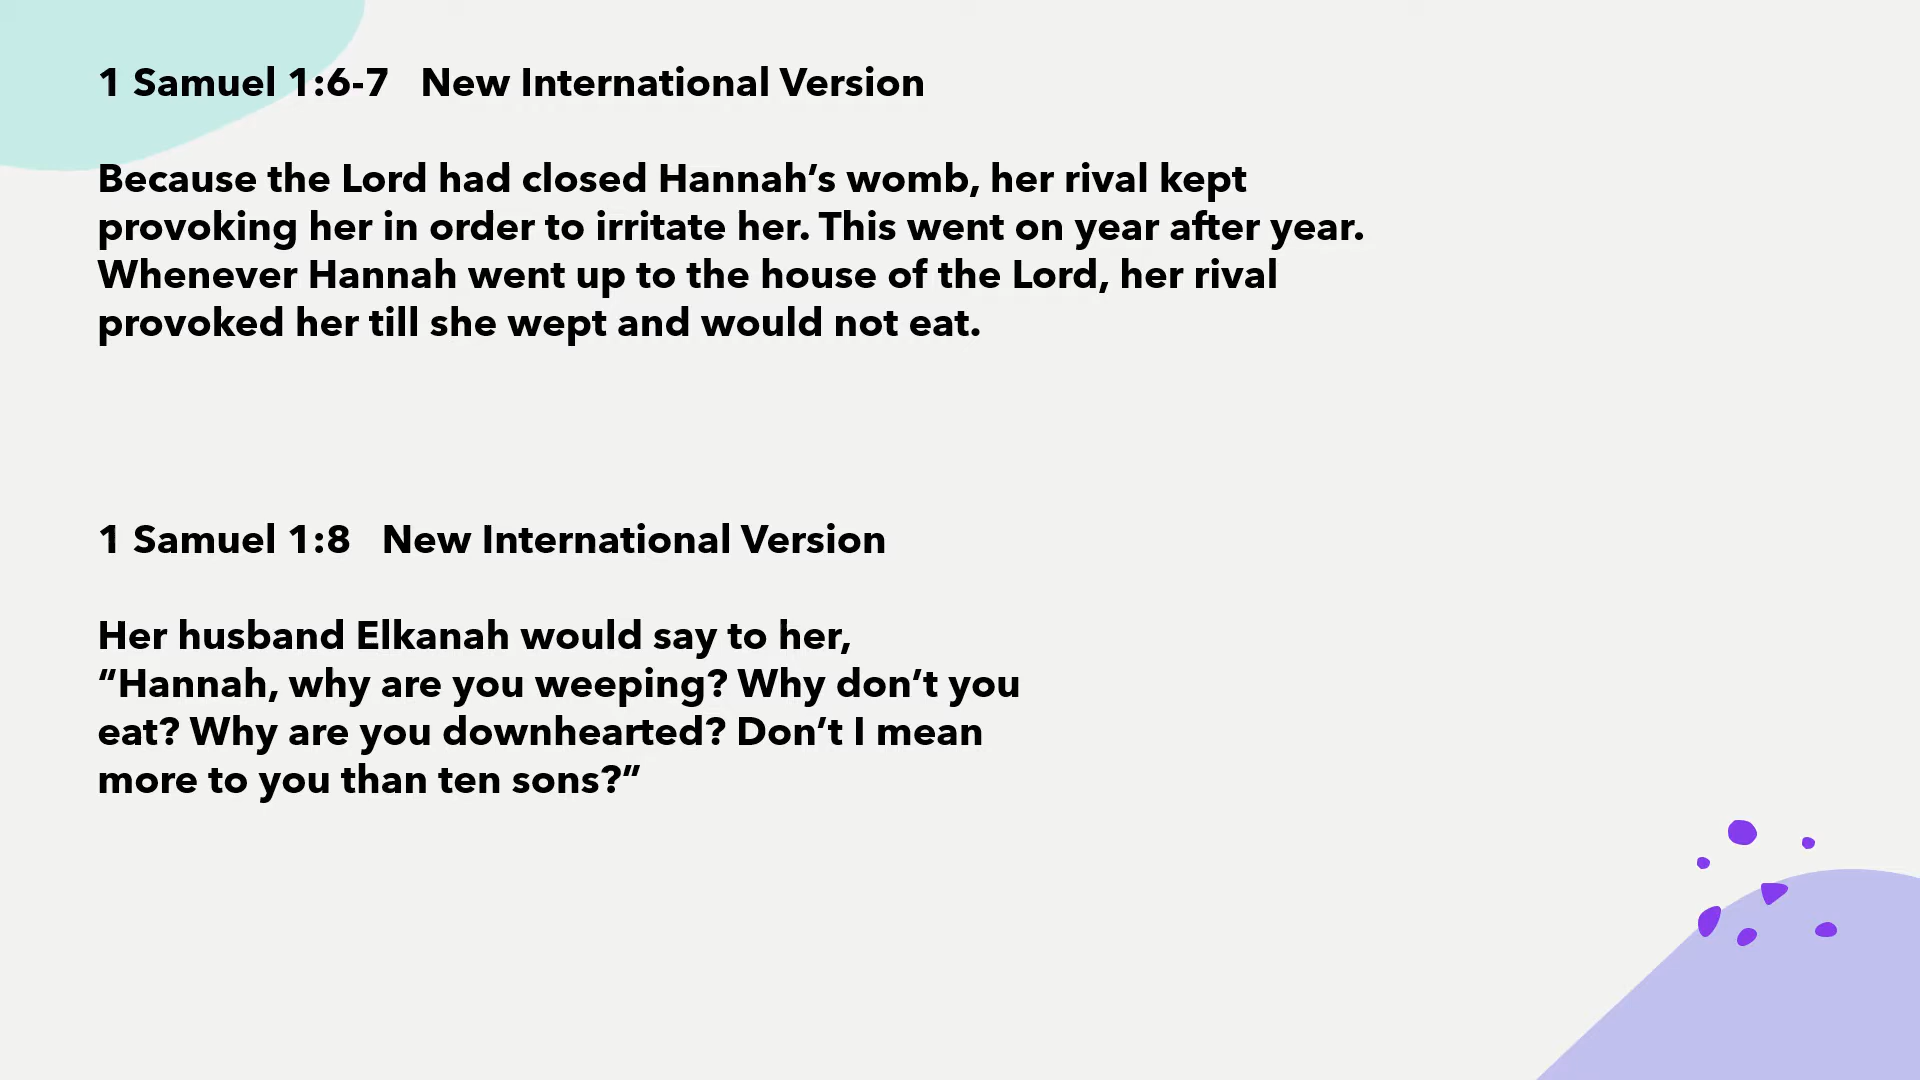 1 Samuel 1:6-7   New International Version
Because the Lord had closed Hannah’s womb, her rival kept
provoking her in order to irritate her. This went on year after year.
Whenever Hannah went up to the house of the Lord, her rival
provoked her till she wept and would not eat.
1 Samuel 1:8   New International Version
Her husband Elkanah would say to her,
“Hannah, why are you weeping? Why don’t you
eat? Why are you downhearted? Don’t I mean
more to you than ten sons?”